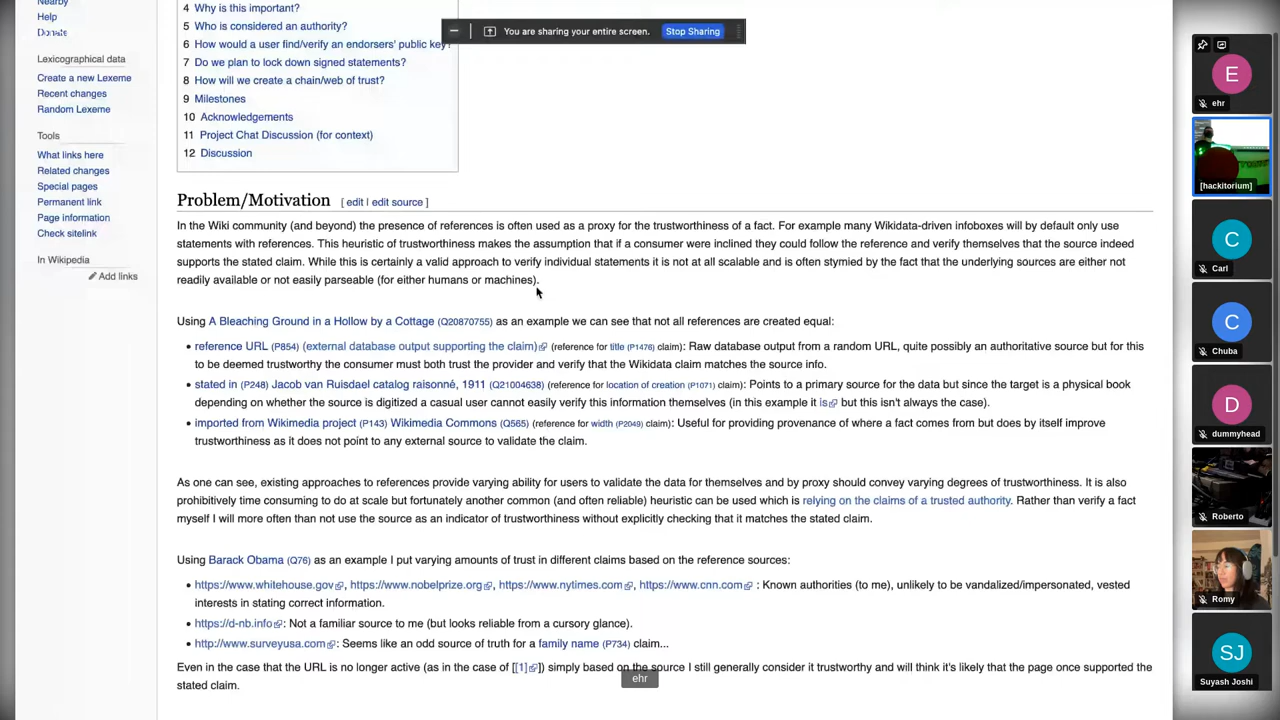 Nearby
Help
Donate
Lexicographical data
Create a new Lexeme
Recent changes
Random Lexeme
Tools
What links here
Related changes
Special pages
Permanent link
Page information
Check sitelink
In Wikipedia
Add links
4 Why is this important?
5 Who is considered an authority?
6 How would a user find/verify an endorsers' public key?
7 Do we plan to lock down signed statements?
8 How will we create a chain/web of trust?
9 Milestones
10 Acknowledgements
11 Project Chat Discussion (for context)
12 Discussion
You are sharing your entire screen. Stop Sharing
Problem/Motivation [ edit | edit source ]
In the Wiki community (and beyond) the presence of references is often used as a proxy for the trustworthiness of a fact. For example many Wikidata-driven infoboxes will by default only use
statements with references. This heuristic of trustworthiness makes the assumption that if a consumer were inclined they could follow the reference and verify themselves that the source indeed
supports the stated claim. While this is certainly a valid approach to verify individual statements it is not at all scalable and is often stymied by the fact that the underlying sources are either not
readily available or not easily parseable (for either humans or machines).
Using A Bleaching Ground in a Hollow by a Cottage (Q20870755) as an example we can see that not all references are created equal:
reference URL (P854) (external database output supporting the claim) (reference for title (P1476) claim): Raw database output from a random URL, quite possibly an authoritative source but for this
to be deemed trustworthy the consumer must both trust the provider and verify that the Wikidata claim matches the source info.
stated in (P248) Jacob van Ruisdael catalog raisonné, 1911 (Q21004638) (reference for location of creation (P1071) claim): Points to a primary source for the data but since the target is a physical book
depending on whether the source is digitized a casual user cannot easily verify this information themselves (in this example it is but this isn't always the case).
imported from Wikimedia project (P143) Wikimedia Commons (Q565) (reference for width (P2049) claim): Useful for providing provenance of where a fact comes from but does by itself improve
trustworthiness as it does not point to any external source to validate the claim.
As one can see, existing approaches to references provide varying ability for users to validate the data for themselves and by proxy should convey varying degrees of trustworthiness. It is also
prohibitively time consuming to do at scale but fortunately another common (and often reliable) heuristic can be used which is relying on the claims of a trusted authority. Rather than verify a fact
myself I will more often than not use the source as an indicator of trustworthiness without explicitly checking that it matches the stated claim.
Using Barack Obama (Q76) as an example I put varying amounts of trust in different claims based on the reference sources:
https://www.whitehouse.gov, https://www.nobelprize.org, https://www.nytimes.com, https://www.cnn.com : Known authorities (to me), unlikely to be vandalized/impersonated, vested
interests in stating correct information.
https://d-nb.info: Not a familiar source to me (but looks reliable from a cursory glance).
http://www.surveyusa.com: Seems like an odd source of truth for a family name (P734) claim...
Even in the case that the URL is no longer active (as in the case of [[1]]) simply based on the source I still generally consider it trustworthy and will think it's likely that the page once supported the
stated claim.
ehr
E
ehr
[hackitorium]
C
Carl
C
Chuba
D
dummyhead
Roberto
Romy
SJ
Suyash Joshi